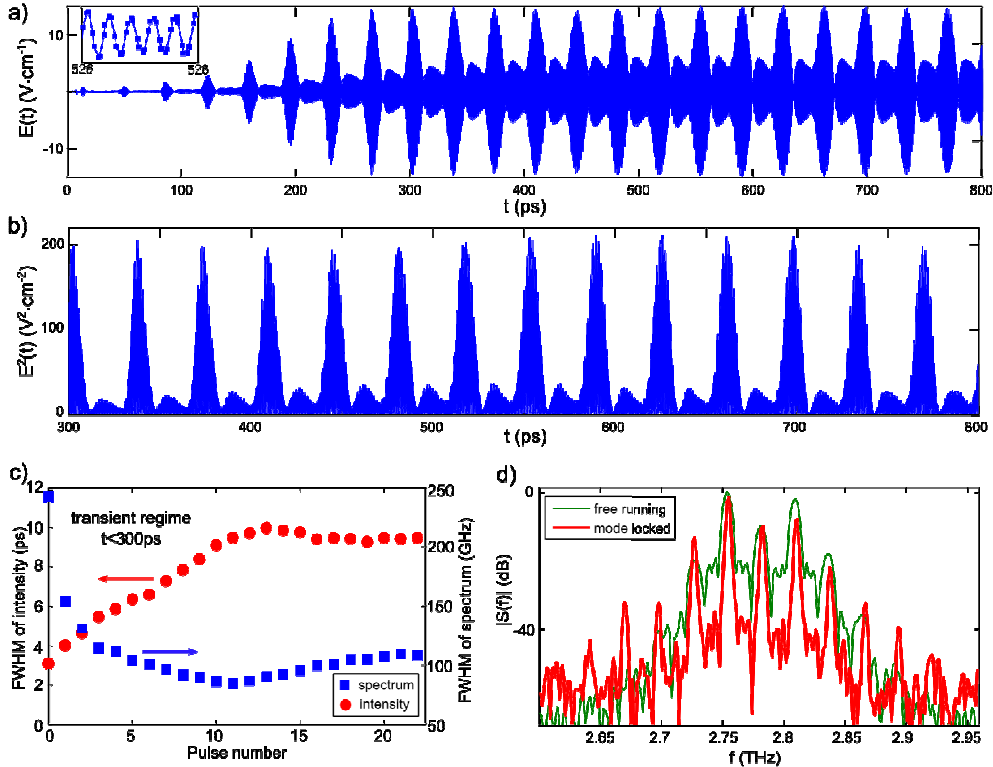 a)
E(t) (V·cm⁻¹)
10
-10
526 528
0 100 200 300 400 500 600 700 800
t (ps)
b)
E²(t) (V²·cm⁻²)
200
100
0
300 400 500 600 700 800
t (ps)
c)
FWHM of intensity (ps)
12
10
8
6
4
2
0
transient regime
t<300ps
spectrum
intensity
250
200
150
100
50
FWHM of spectrum (GHz)
0 5 10 15 20
Pulse number
d)
|S(f)| (dB)
0
-40
free running
mode locked
2.65 2.7 2.75 2.8 2.85 2.9 2.95
f (THz)